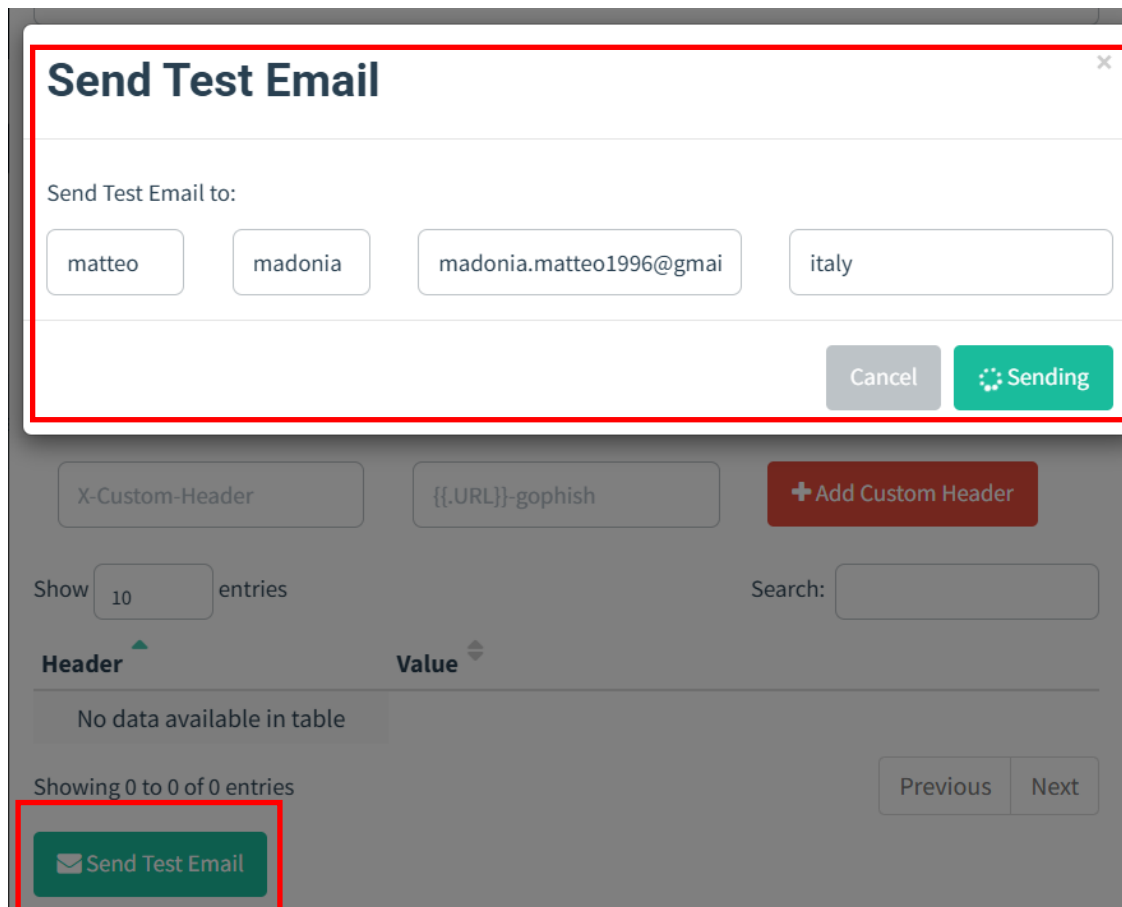 Send Test Email
×
Send Test Email to:
matteo madonia madonia.matteo1996@gmai italy
Cancel Sending
X-Custom-Header {{.URL}}-gophish + Add Custom Header
Show 10 entries Search:
Header Value
No data available in table
Showing 0 to 0 of 0 entries
Previous Next
Send Test Email